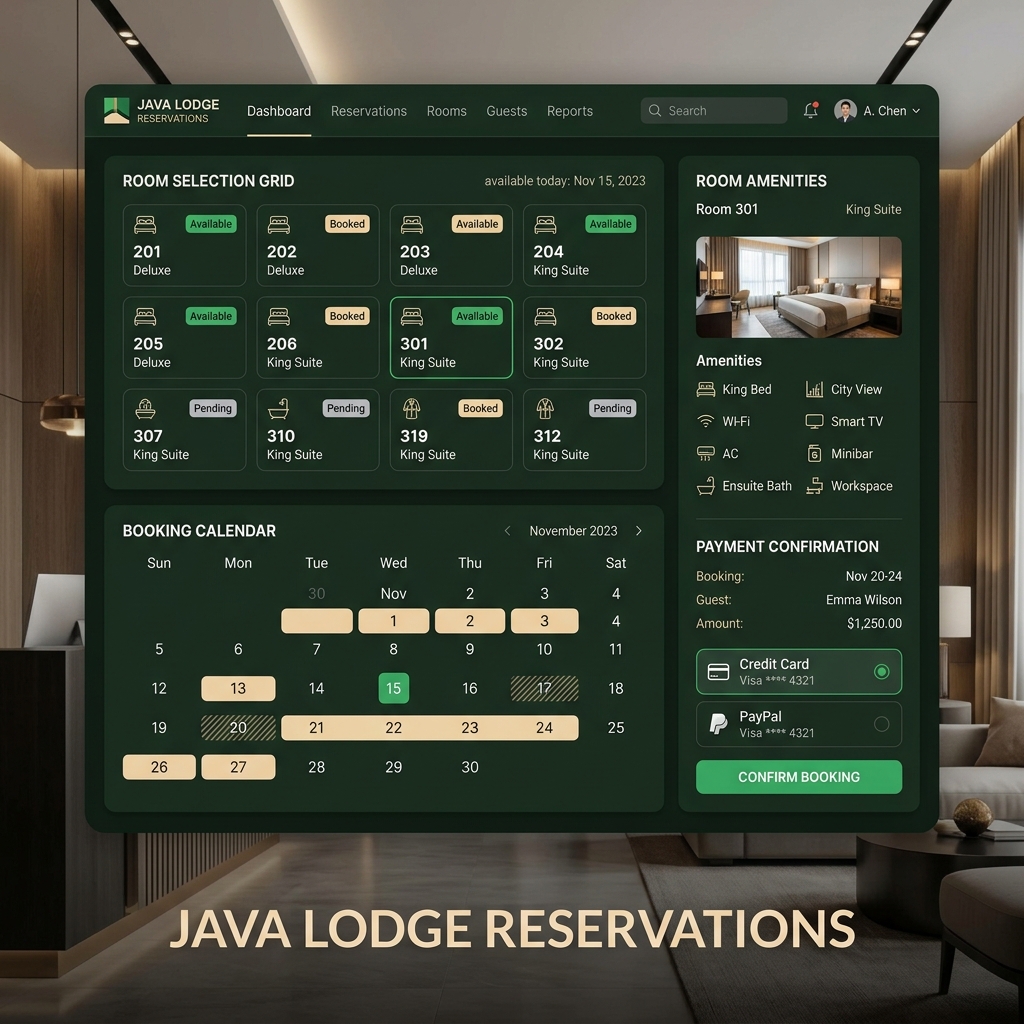 JAVA LODGE
RESERVATIONS
Dashboard Reservations Rooms Guests Reports
Search
A. Chen
ROOM SELECTION GRID
available today: Nov 15, 2023
Available
201
Deluxe
Booked
202
Deluxe
Available
203
Deluxe
Available
204
King Suite
Available
205
Deluxe
Booked
206
King Suite
Available
301
King Suite
Booked
302
King Suite
Pending
307
King Suite
Pending
310
King Suite
Booked
319
King Suite
Pending
312
King Suite
BOOKING CALENDAR
< November 2023 >
Sun Mon Tue Wed Thu Fri Sat
30 Nov 2 3 4
1 2 3 4
5 6 7 8 9 10 11
12 13 14 15 16 17 18
19 20 21 22 23 24 25
26 27 28 29 30
ROOM AMENITIES
Room 301 King Suite
Amenities
King Bed City View
Wi-Fi Smart TV
AC Minibar
Ensuite Bath Workspace
PAYMENT CONFIRMATION
Booking: Nov 20-24
Guest: Emma Wilson
Amount: $1,250.00
Credit Card
Visa **** 4321
PayPal
Visa **** 4321
CONFIRM BOOKING
JAVA LODGE RESERVATIONS